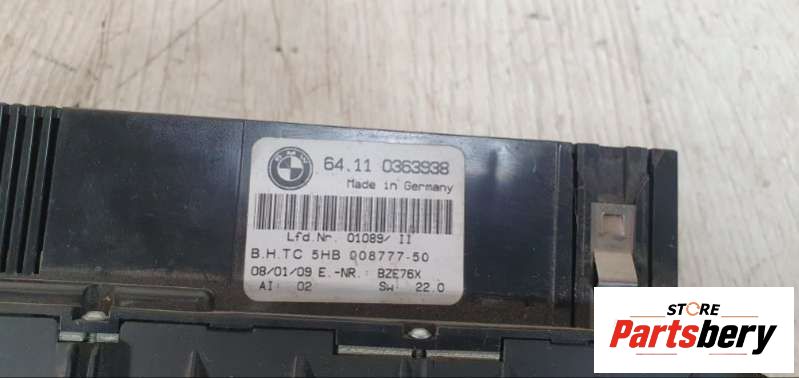 BMW
64.11 0363938
Made in Germany
Lfd.Nr. 01089/ II
B.H.TC 5HB 008777-50
08/01/09 E.-NR.: BZE76X
AI: 02 SW: 22.0
STORE
Partsbery